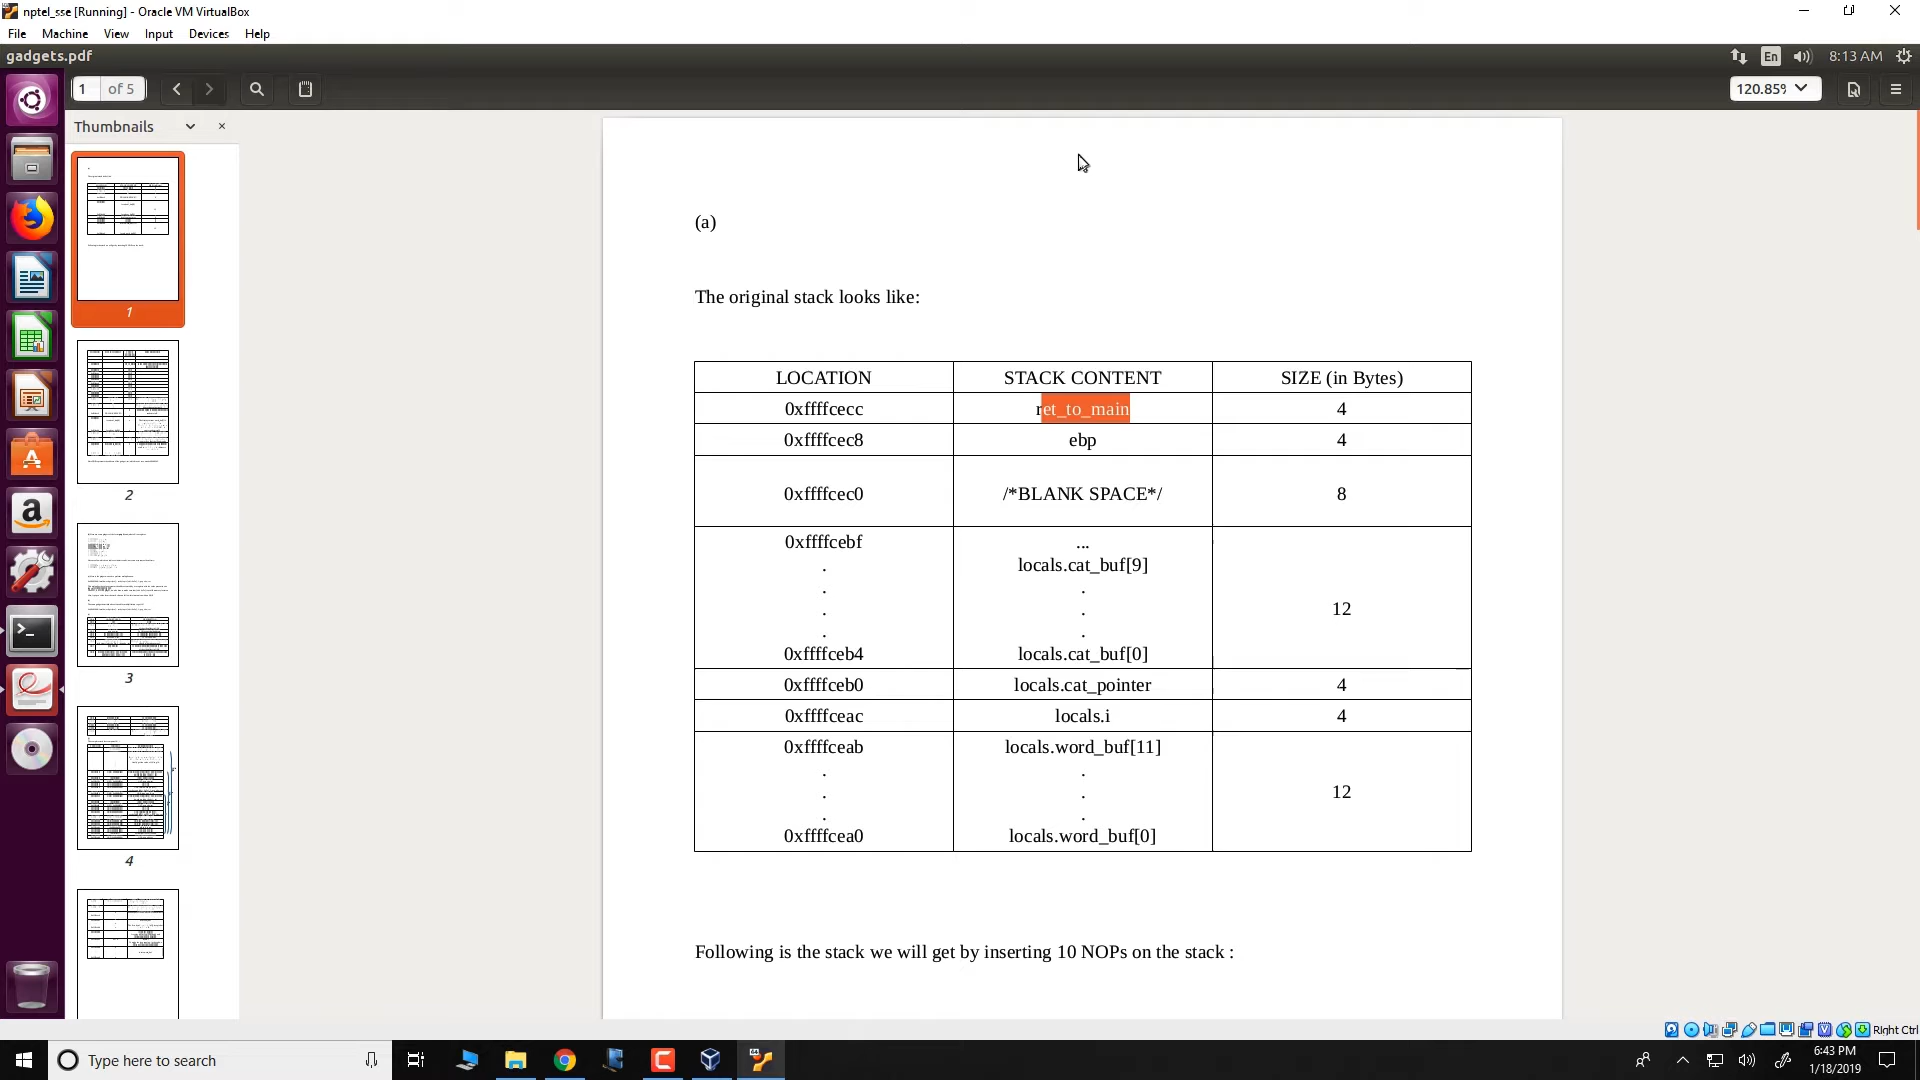 nptel_sse [Running] - Oracle VM VirtualBox
File Machine View Input Devices Help
gadgets.pdf
En
8:13 AM
1 of 5
120.85%
Thumbnails
1
2
3
4
(a)
The original stack looks like:
LOCATION STACK CONTENT SIZE (in Bytes)
0xffffcecc ret_to_main 4
0xffffcec8 ebp 4
0xffffcec0 /*BLANK SPACE*/ 8
0xffffcebf ...
. locals.cat_buf[9]
. .
. . 12
. .
0xffffceb4 locals.cat_buf[0]
0xffffceb0 locals.cat_pointer 4
0xffffceac locals.i 4
0xffffceab locals.word_buf[11]
. .
. . 12
. .
0xffffcea0 locals.word_buf[0]
Following is the stack we will get by inserting 10 NOPs on the stack :
Right Ctrl
Type here to search
6:43 PM
1/18/2019